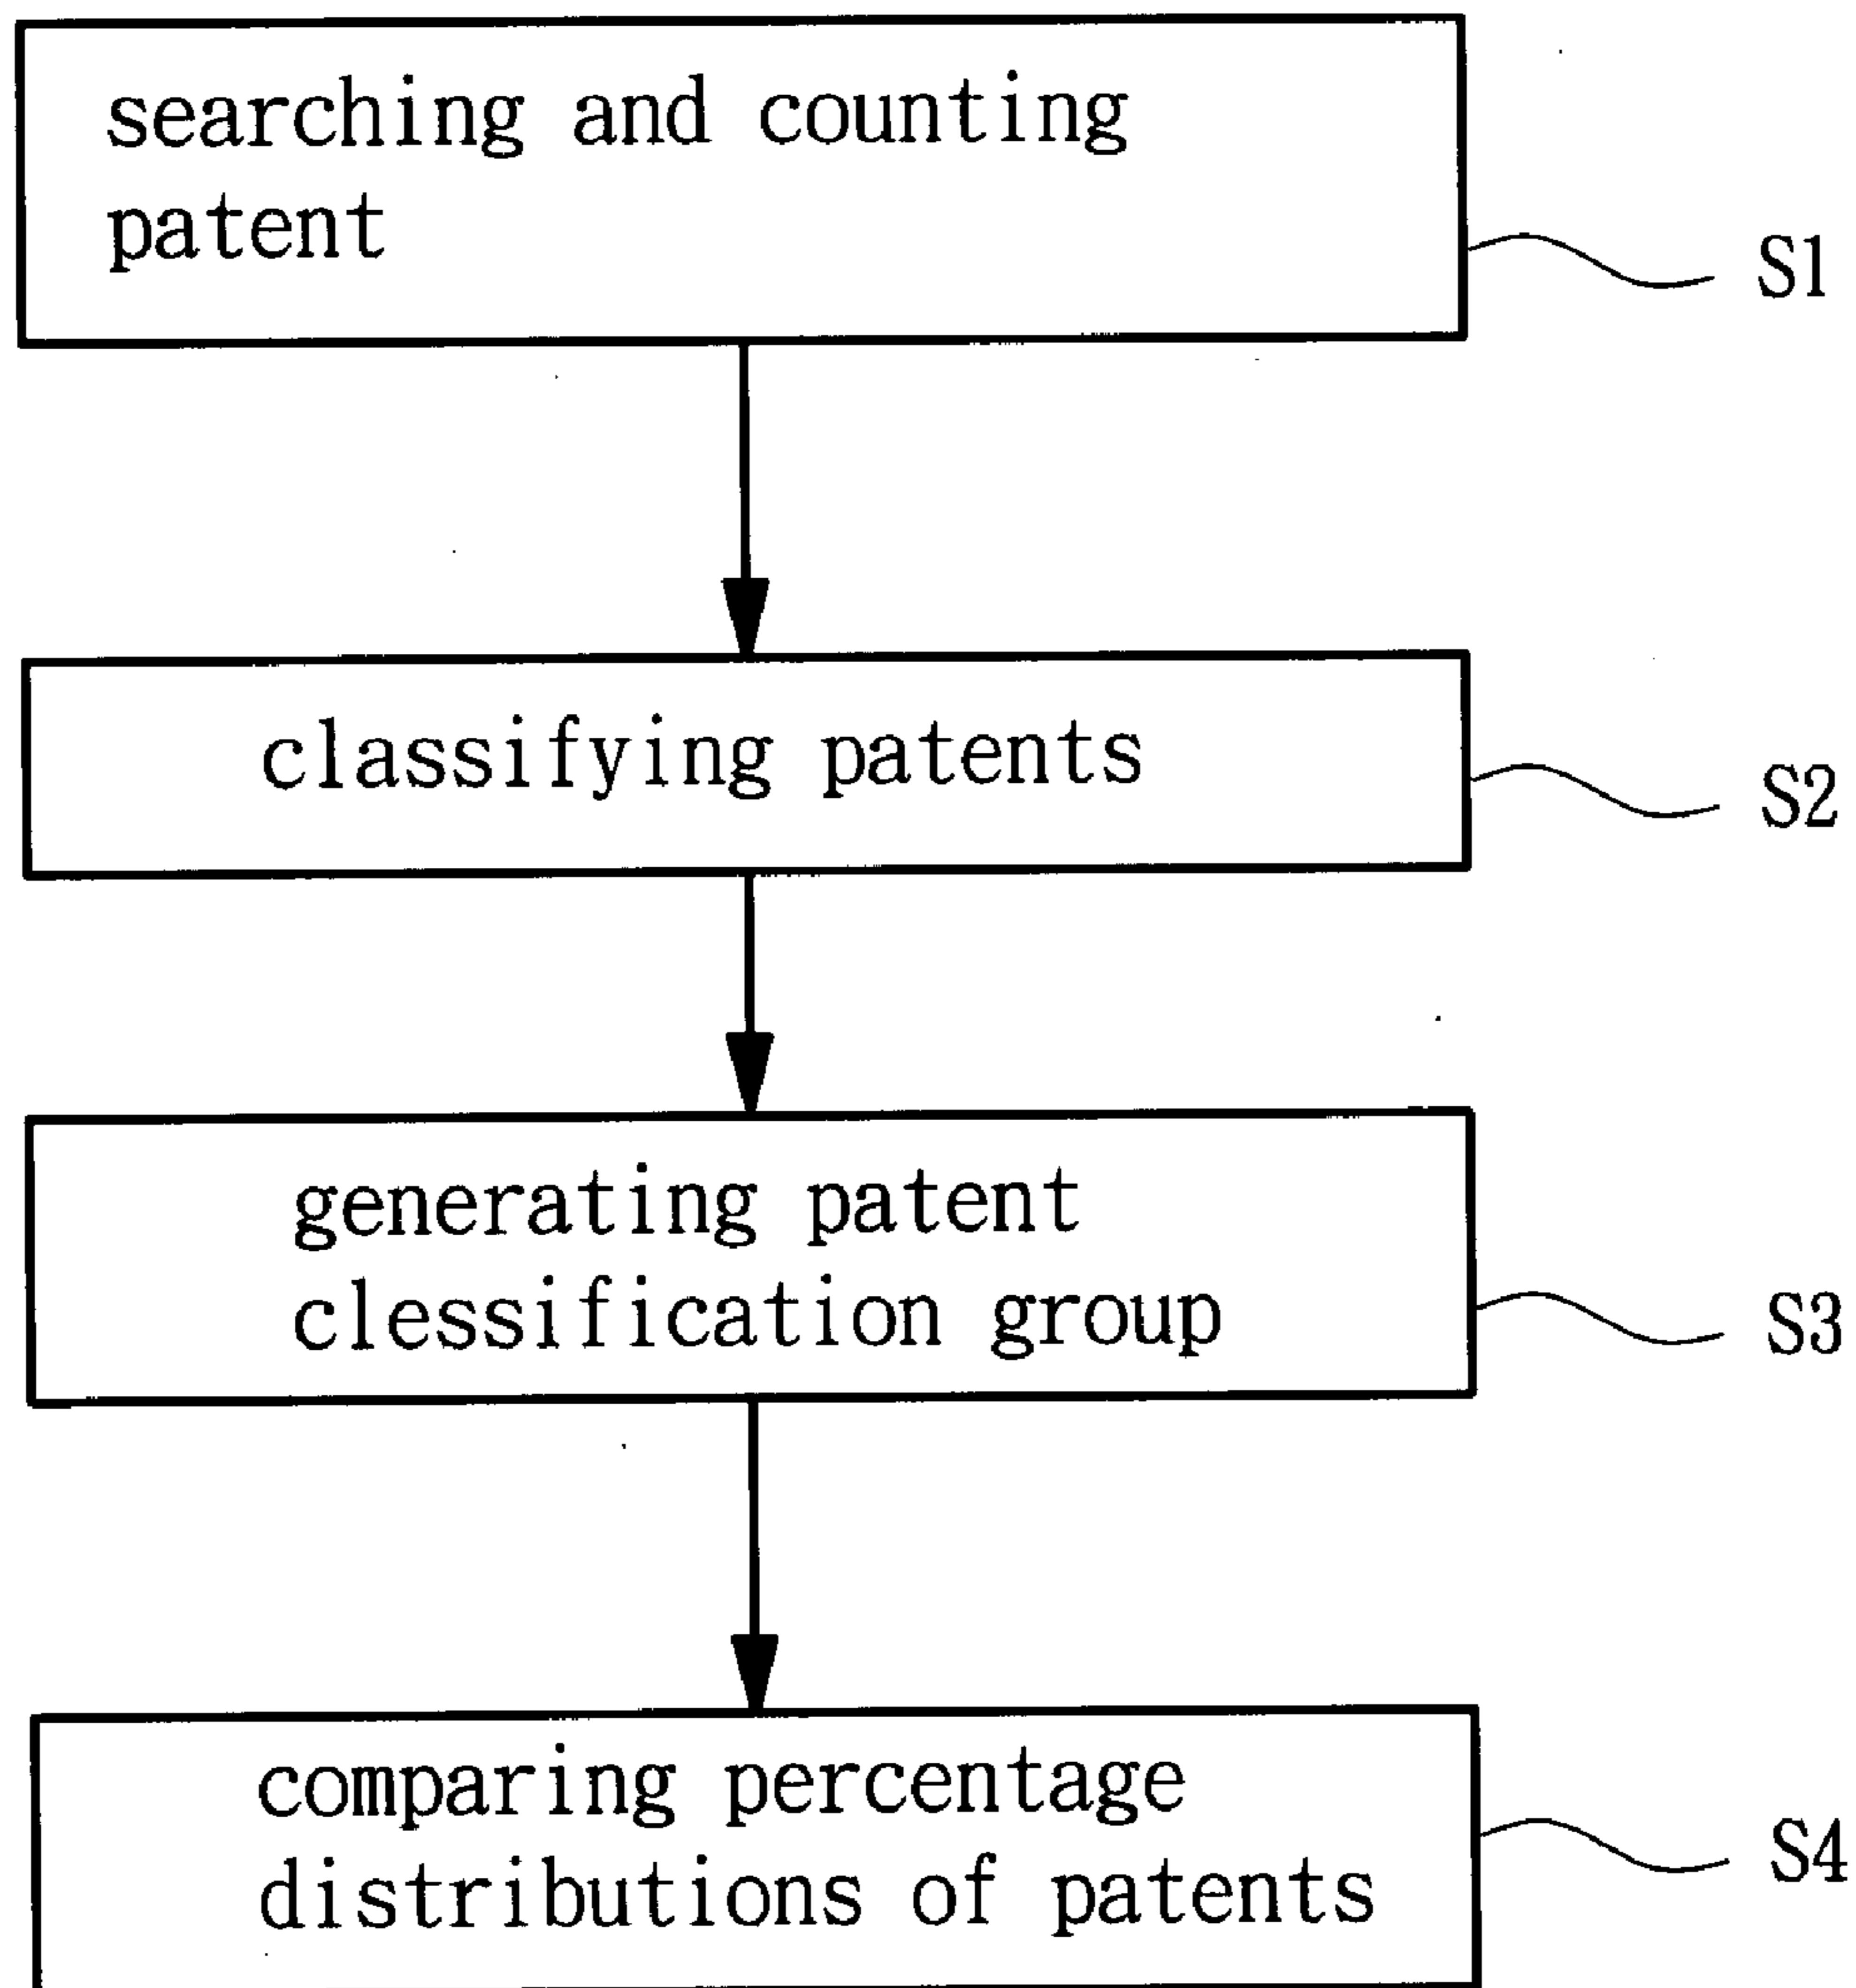 searching and counting
patent
S1
classifying patents
S2
generating patent
clessification group
S3
comparing percentage
distributions of patents
S4